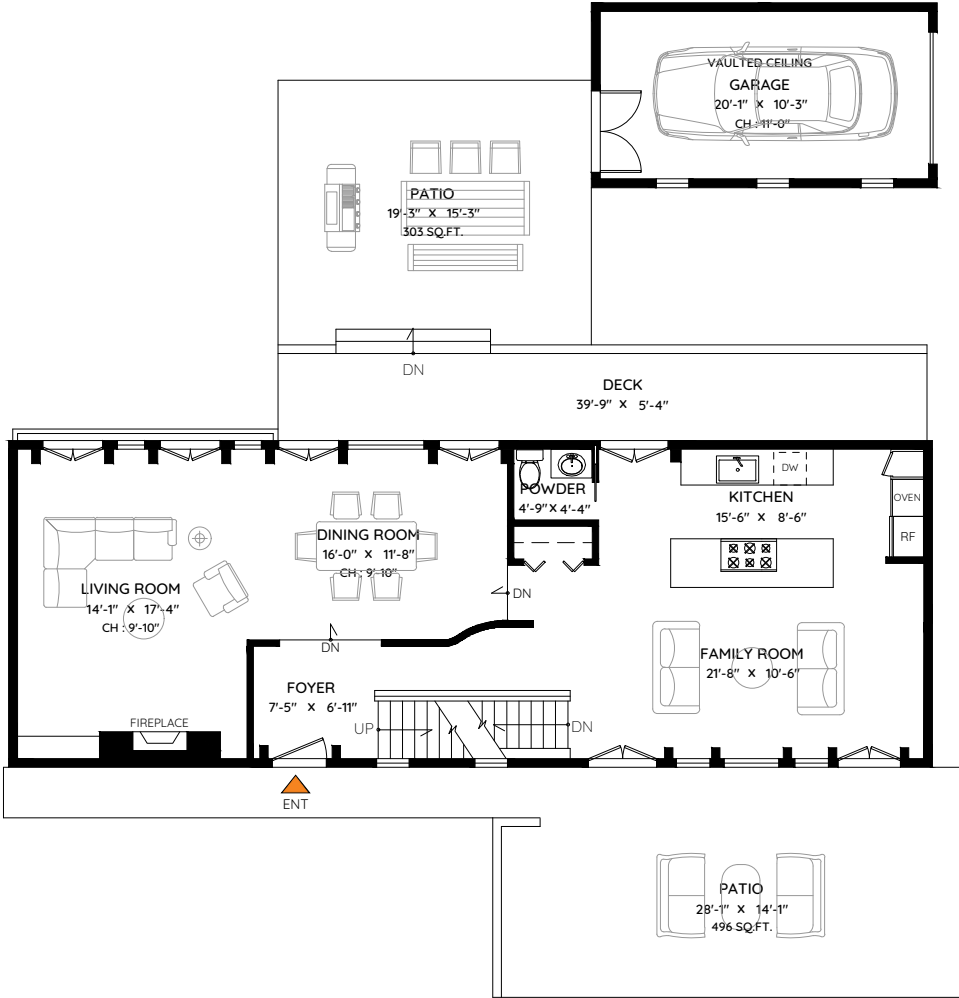 VAULTED CEILING
GARAGE
20'-1" X 10'-3"
CH : 11'-0"
PATIO
19'-3" X 15'-3"
303 SQ.FT.
DN
DECK
39'-9" X 5'-4"
POWDER
4'-9" X 4'-4"
DW
KITCHEN
15'-6" X 8'-6"
OVEN
RF
DINING ROOM
16'-0" X 11'-8"
CH : 9'-10"
LIVING ROOM
14'-1" X 17'-4"
CH : 9'-10"
DN
DN
FAMILY ROOM
21'-8" X 10'-6"
FOYER
7'-5" X 6'-11"
FIREPLACE
UP
DN
ENT
PATIO
28'-1" X 14'-1"
496 SQ.FT.